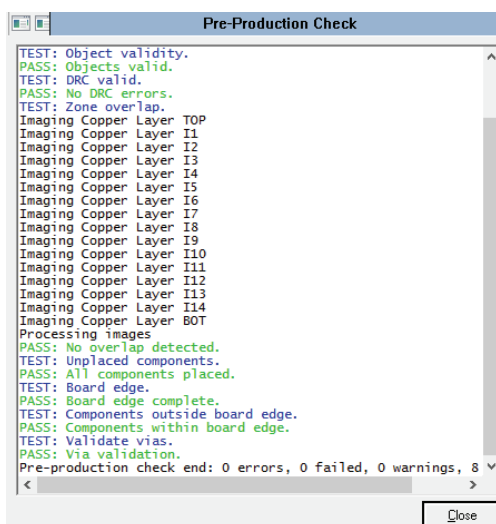 Pre-Production Check
TEST: Object validity.
PASS: Objects valid.
TEST: DRC valid.
PASS: No DRC errors.
TEST: Zone overlap.
Imaging Copper Layer TOP
Imaging Copper Layer I1
Imaging Copper Layer I2
Imaging Copper Layer I3
Imaging Copper Layer I4
Imaging Copper Layer I5
Imaging Copper Layer I6
Imaging Copper Layer I7
Imaging Copper Layer I8
Imaging Copper Layer I9
Imaging Copper Layer I10
Imaging Copper Layer I11
Imaging Copper Layer I12
Imaging Copper Layer I13
Imaging Copper Layer I14
Imaging Copper Layer BOT
Processing images
PASS: No overlap detected.
TEST: Unplaced components.
PASS: All components placed.
TEST: Board edge.
PASS: Board edge complete.
TEST: Components outside board edge.
PASS: Components within board edge.
TEST: Validate vias.
PASS: Via validation.
Pre-production check end: 0 errors, 0 failed, 0 warnings, 8
Close